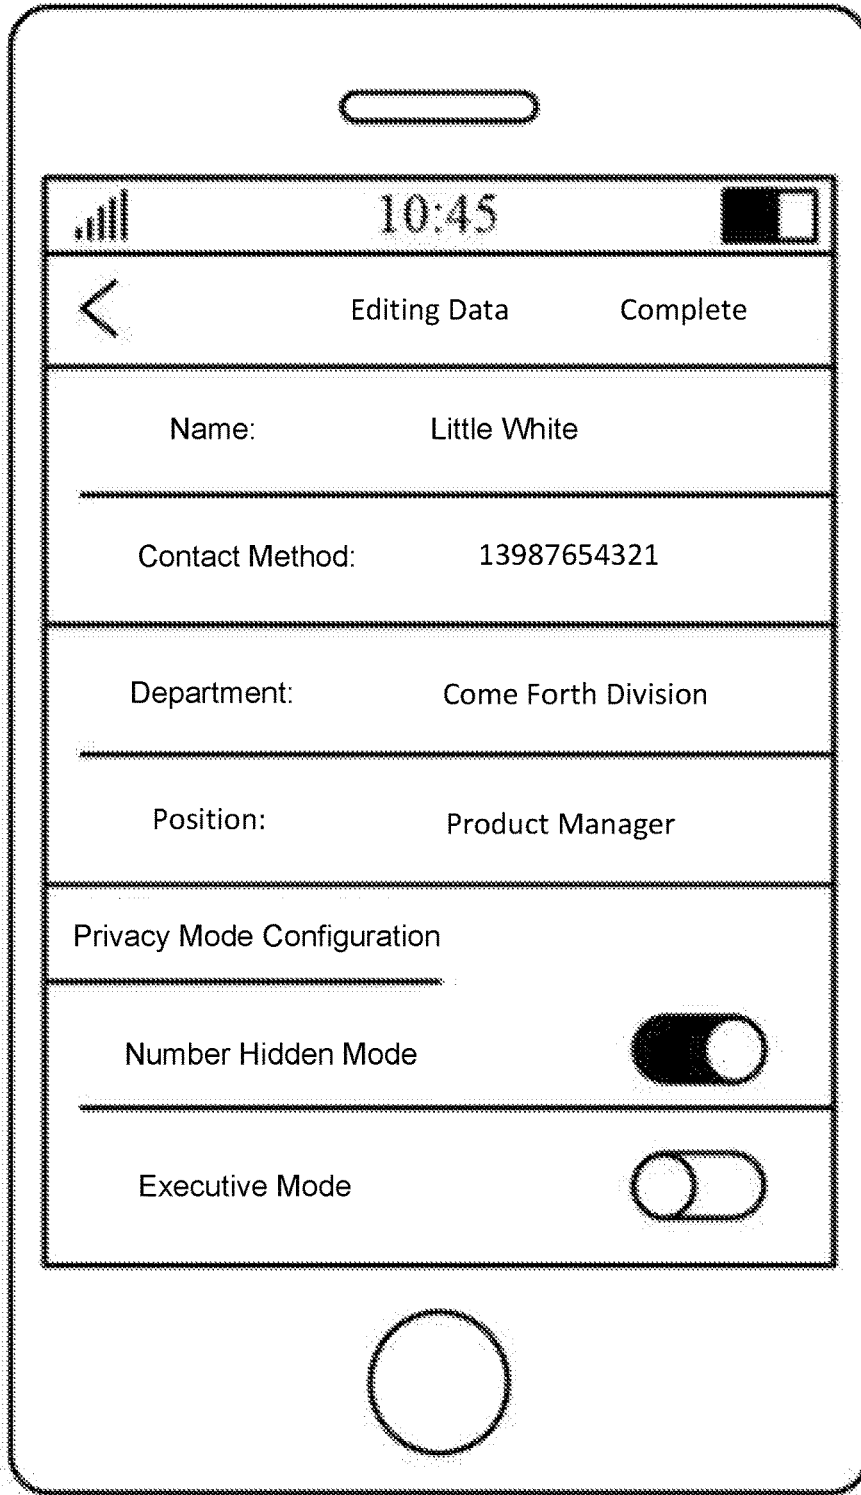 10:45
Editing Data Complete
Name: Little White
Contact Method: 13987654321
Department: Come Forth Division
Position: Product Manager
Privacy Mode Configuration
Number Hidden Mode
Executive Mode